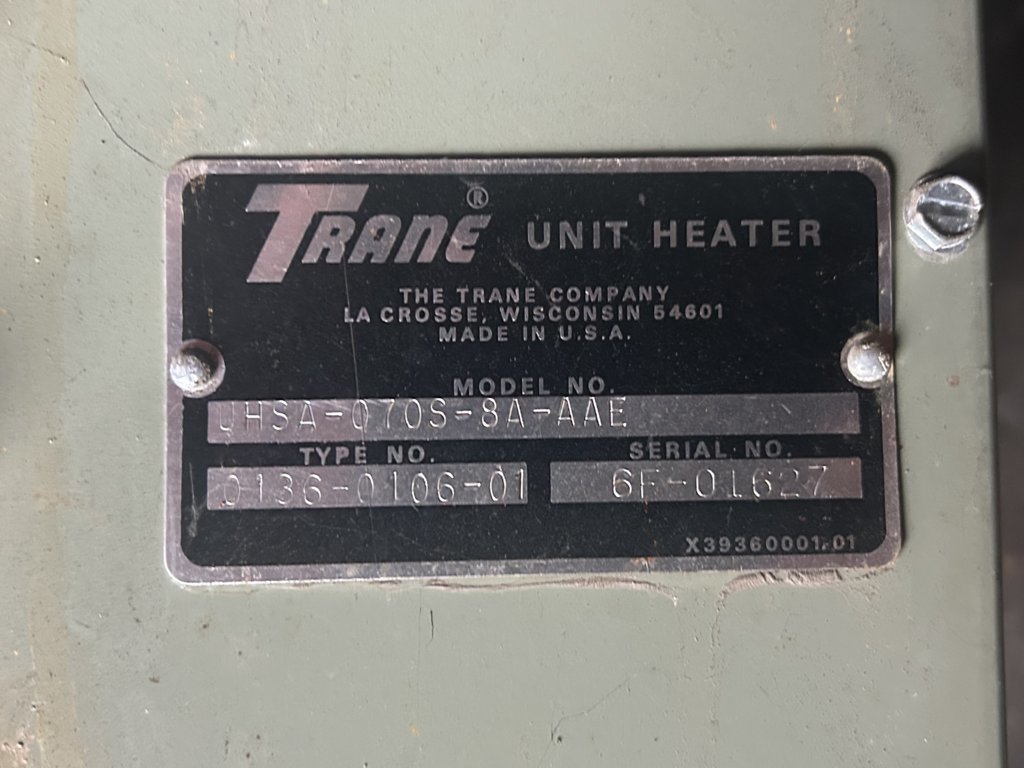 TRANE® UNIT HEATER
THE TRANE COMPANY
LA CROSSE, WISCONSIN 54601
MADE IN U.S.A.
MODEL NO.
UHSA-070S-8A-AAE
TYPE NO. SERIAL NO.
0136-0106-01 6F-01627
X39360001-01